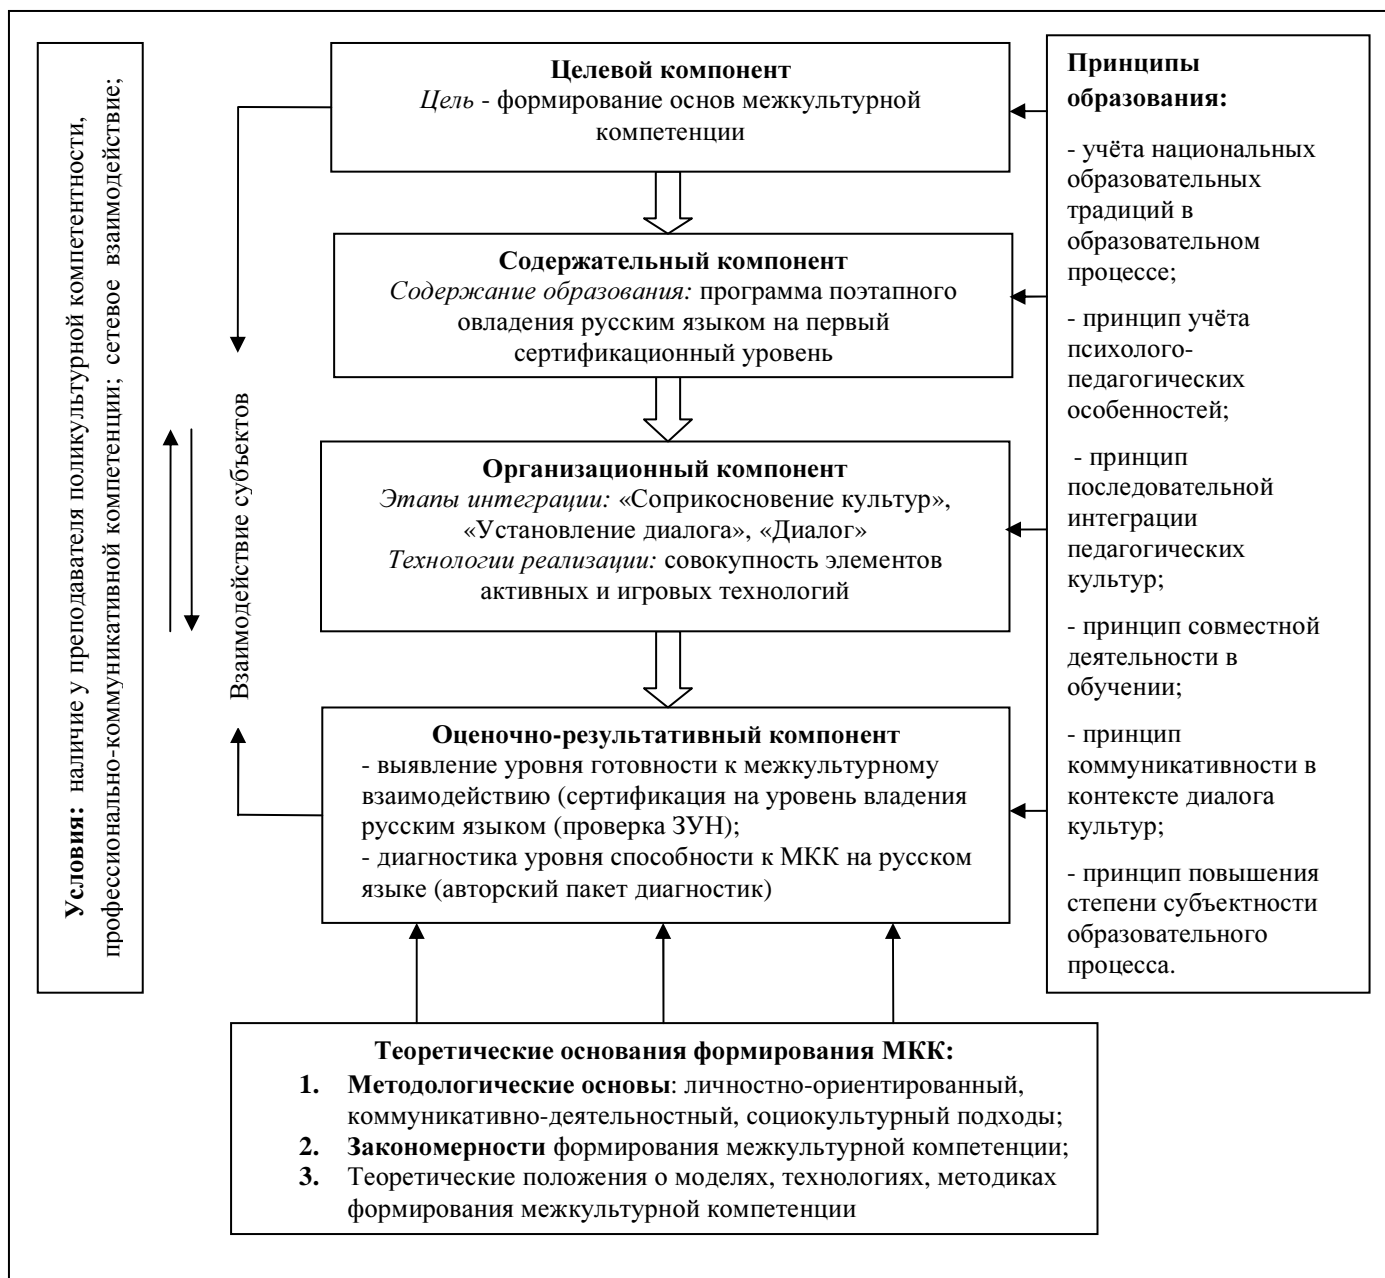 Условия: наличие у преподавателя поликультурной компетентности,
профессионально-коммуникативной компетенции; сетевое взаимодействие;
Взаимодействие субъектов
Целевой компонент
Цель - формирование основ межкультурной
компетенции
Содержательный компонент
Содержание образования: программа поэтапного
овладения русским языком на первый
сертификационный уровень
Организационный компонент
Этапы интеграции: «Соприкосновение культур»,
«Установление диалога», «Диалог»
Технологии реализации: совокупность элементов
активных и игровых технологий
Оценочно-результативный компонент
- выявление уровня готовности к межкультурному
взаимодействию (сертификация на уровень владения
русским языком (проверка ЗУН);
- диагностика уровня способности к МКК на русском
языке (авторский пакет диагностик)
Принципы
образования:
- учёта национальных
образовательных
традиций в
образовательном
процессе;
- принцип учёта
психолого-
педагогических
особенностей;
- принцип
последовательной
интеграции
педагогических
культур;
- принцип совместной
деятельности в
обучении;
- принцип
коммуникативности в
контексте диалога
культур;
- принцип повышения
степени субъектности
образовательного
процесса.
Теоретические основания формирования МКК:
1. Методологические основы: личностно-ориентированный,
коммуникативно-деятельностный, социокультурный подходы;
2. Закономерности формирования межкультурной компетенции;
3. Теоретические положения о моделях, технологиях, методиках
формирования межкультурной компетенции